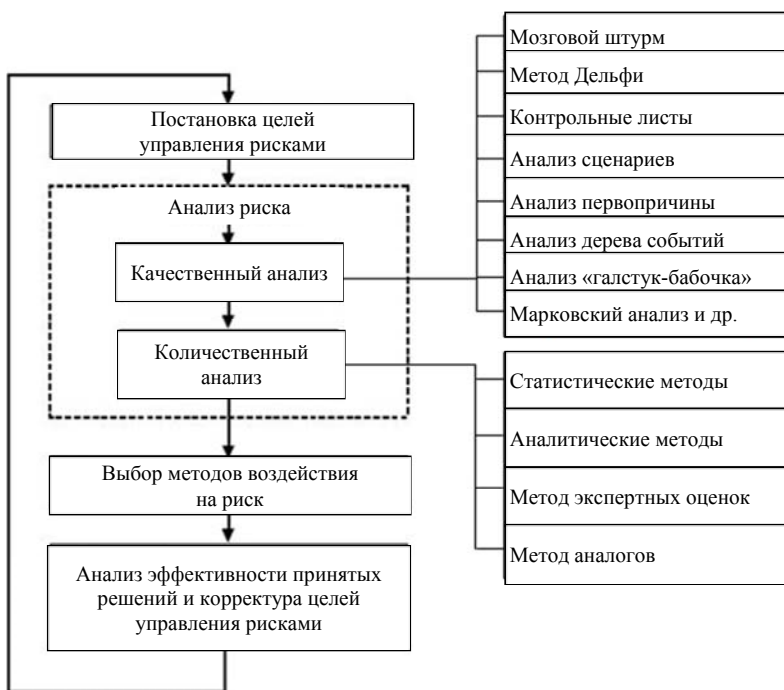 Постановка целей
управления рисками
Анализ риска
Качественный анализ
Количественный
анализ
Выбор методов воздействия
на риск
Анализ эффективности принятых
решений и корректура целей
управления рисками
Мозговой штурм
Метод Дельфи
Контрольные листы
Анализ сценариев
Анализ первопричины
Анализ дерева событий
Анализ «галстук-бабочка»
Марковский анализ и др.
Статистические методы
Аналитические методы
Метод экспертных оценок
Метод аналогов